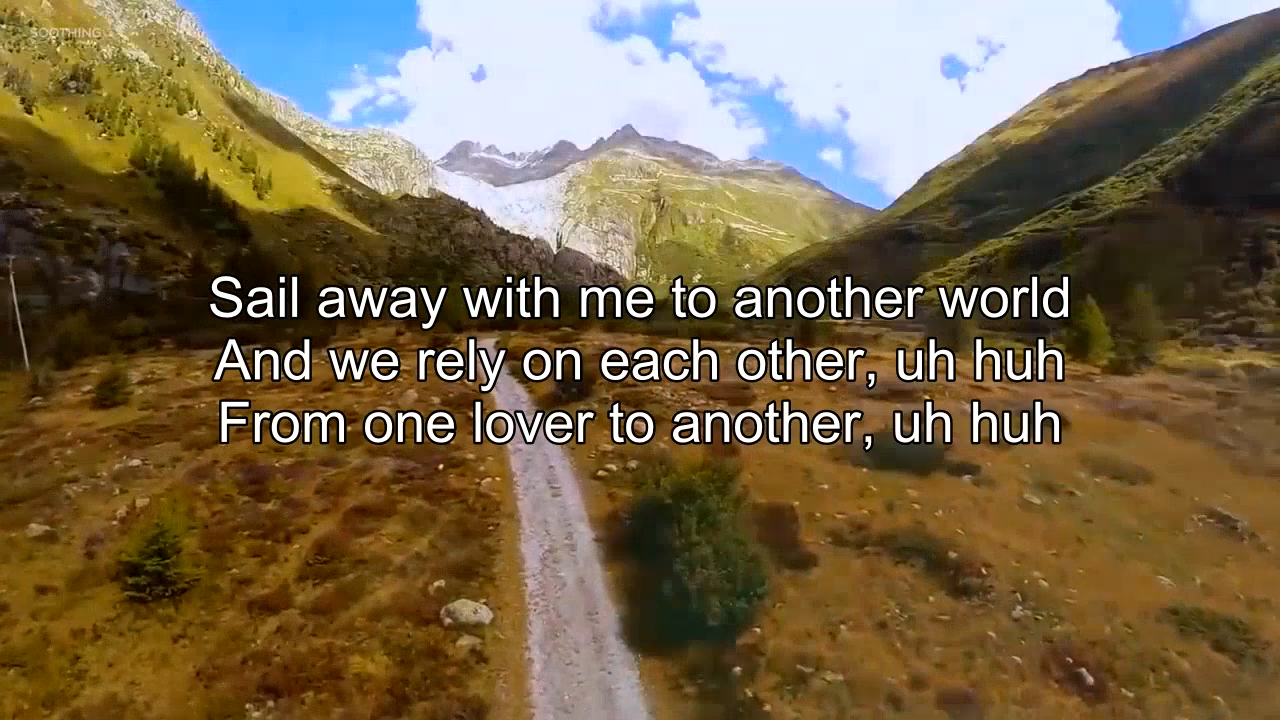 SOOTHING
Sail away with me to another world
And we rely on each other, uh huh
From one lover to another, uh huh